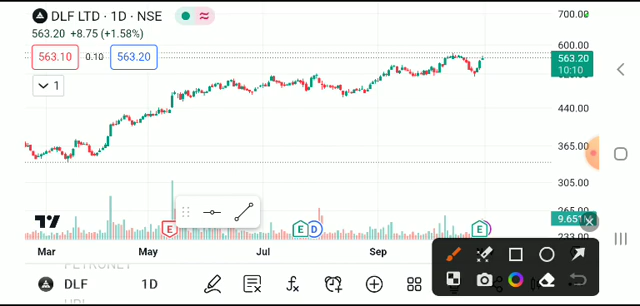 DLF LTD · 1D · NSE
563.20 +8.75 (+1.58%)
563.10 0.10 563.20
1
700.00
600.00
563.20
10:10
440.00
365.00
305.00
9.651
E
E D
E
Mar May Jul Sep
PETRONET
DLF 1D